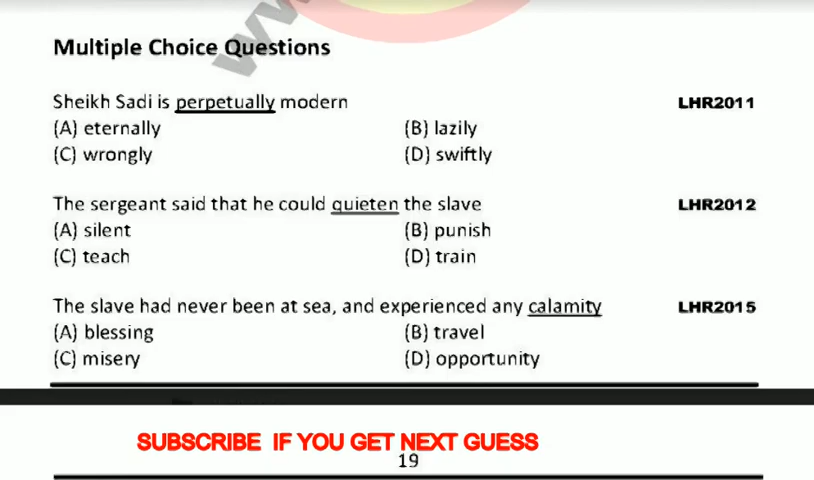 ww
Multiple Choice Questions
Sheikh Sadi is perpetually modern LHR2011
(A) eternally (B) lazily
(C) wrongly (D) swiftly
The sergeant said that he could quieten the slave LHR2012
(A) silent (B) punish
(C) teach (D) train
The slave had never been at sea, and experienced any calamity LHR2015
(A) blessing (B) travel
(C) misery (D) opportunity
SUBSCRIBE IF YOU GET NEXT GUESS
19